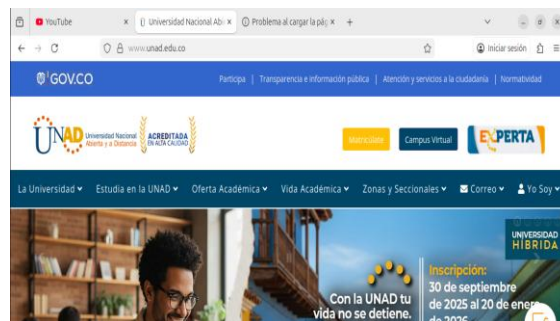 YouTube
Universidad Nacional Abi
Problema al cargar la pág
www.unad.edu.co
Iniciar sesión
GOV.CO
Participa | Transparencia e información pública | Atención y servicios a la ciudadanía | Normatividad
UNAD
Universidad Nacional
Abierta y a Distancia
ACREDITADA
EN ALTA CALIDAD
Matricúlate
Campus Virtual
EXPERTA
La Universidad
Estudia en la UNAD
Oferta Académica
Vida Académica
Zonas y Seccionales
Correo
Yo Soy
UNIVERSIDAD
HÍBRIDA
Con la UNAD tu
vida no se detiene.
Inscripción:
30 de septiembre
de 2025 al 20 de
de 2026